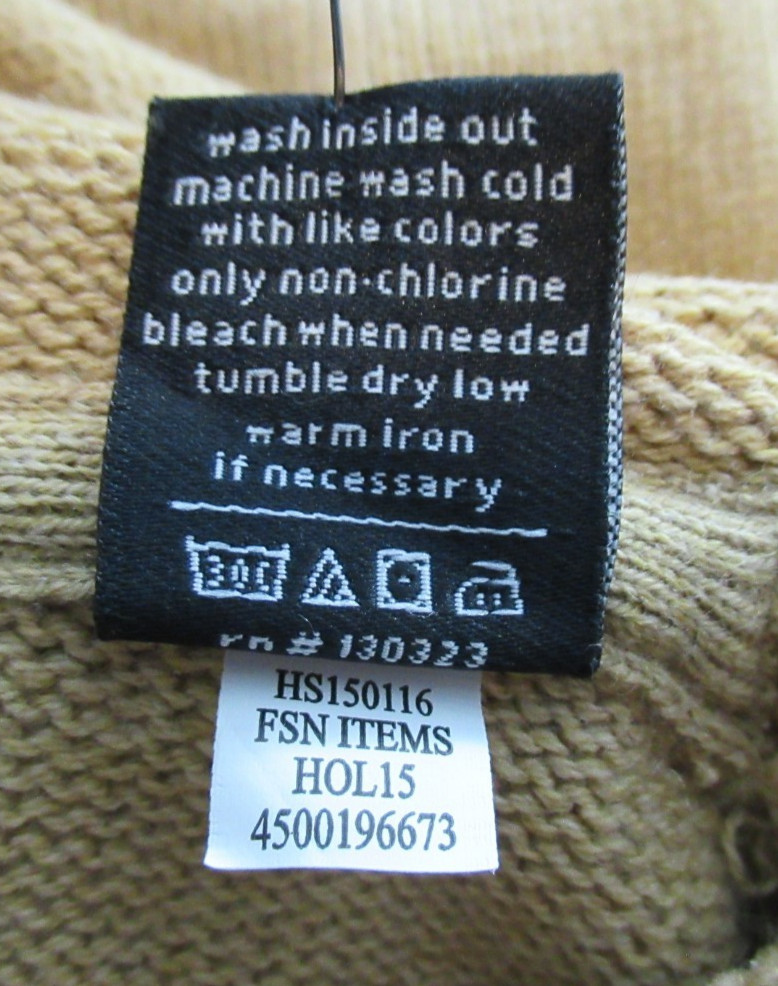 wash inside out
machine wash cold
with like colors
only non-chlorine
bleach when needed
tumble dry low
warm iron
if necessary
30C
rn # 130323
HS150116
FSN ITEMS
HOL15
4500196673